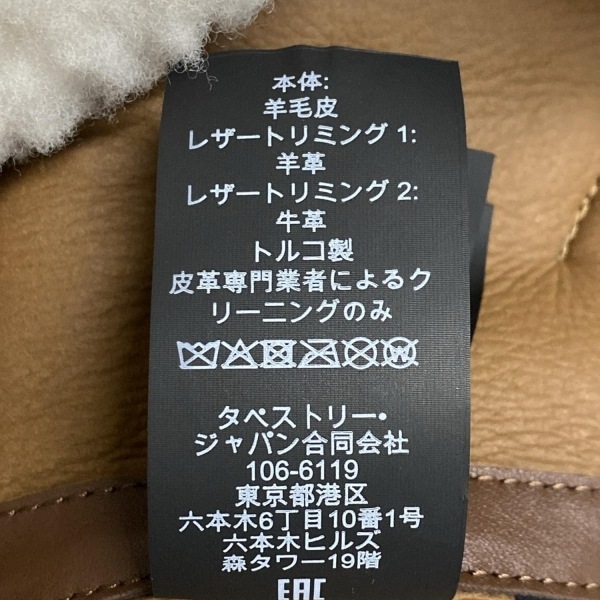 本体:
羊毛皮
レザートリミング 1:
羊革
レザートリミング 2:
牛革
トルコ製
皮革専門業者によるク
リーニングのみ
W
タペストリー・
ジャパン合同会社
106-6119
東京都港区
六本木6丁目10番1号
六本木ヒルズ
森タワー19階
EAC